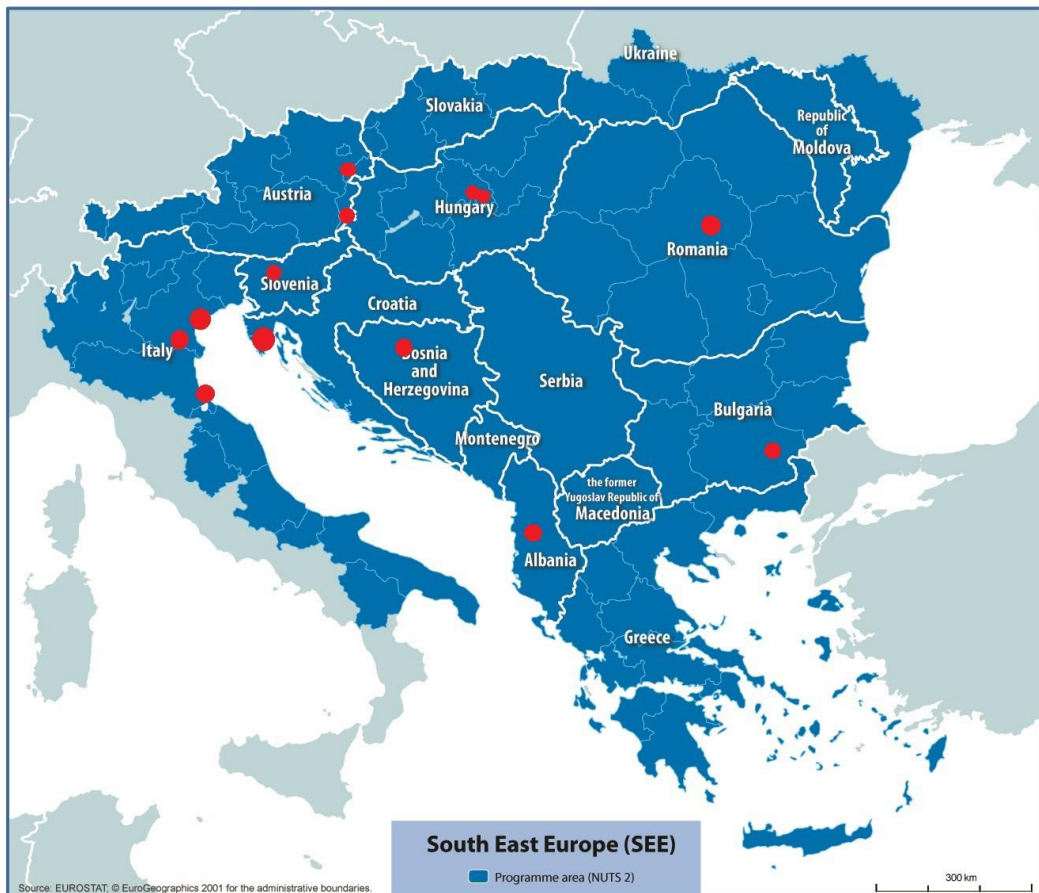 Ukraine
Slovakia
Republic
of
Moldova
Austria
Hungary
Romania
Slovenia
Croatia
Italy
Bosnia
and
Herzegovina
Serbia
Bulgaria
Montenegro
the former
Yugoslav Republic of
Macedonia
Albania
Greece
South East Europe (SEE)
Programme area (NUTS 2)
Source: EUROSTAT; © EuroGeographics 2001 for the administrative boundaries.
300 km